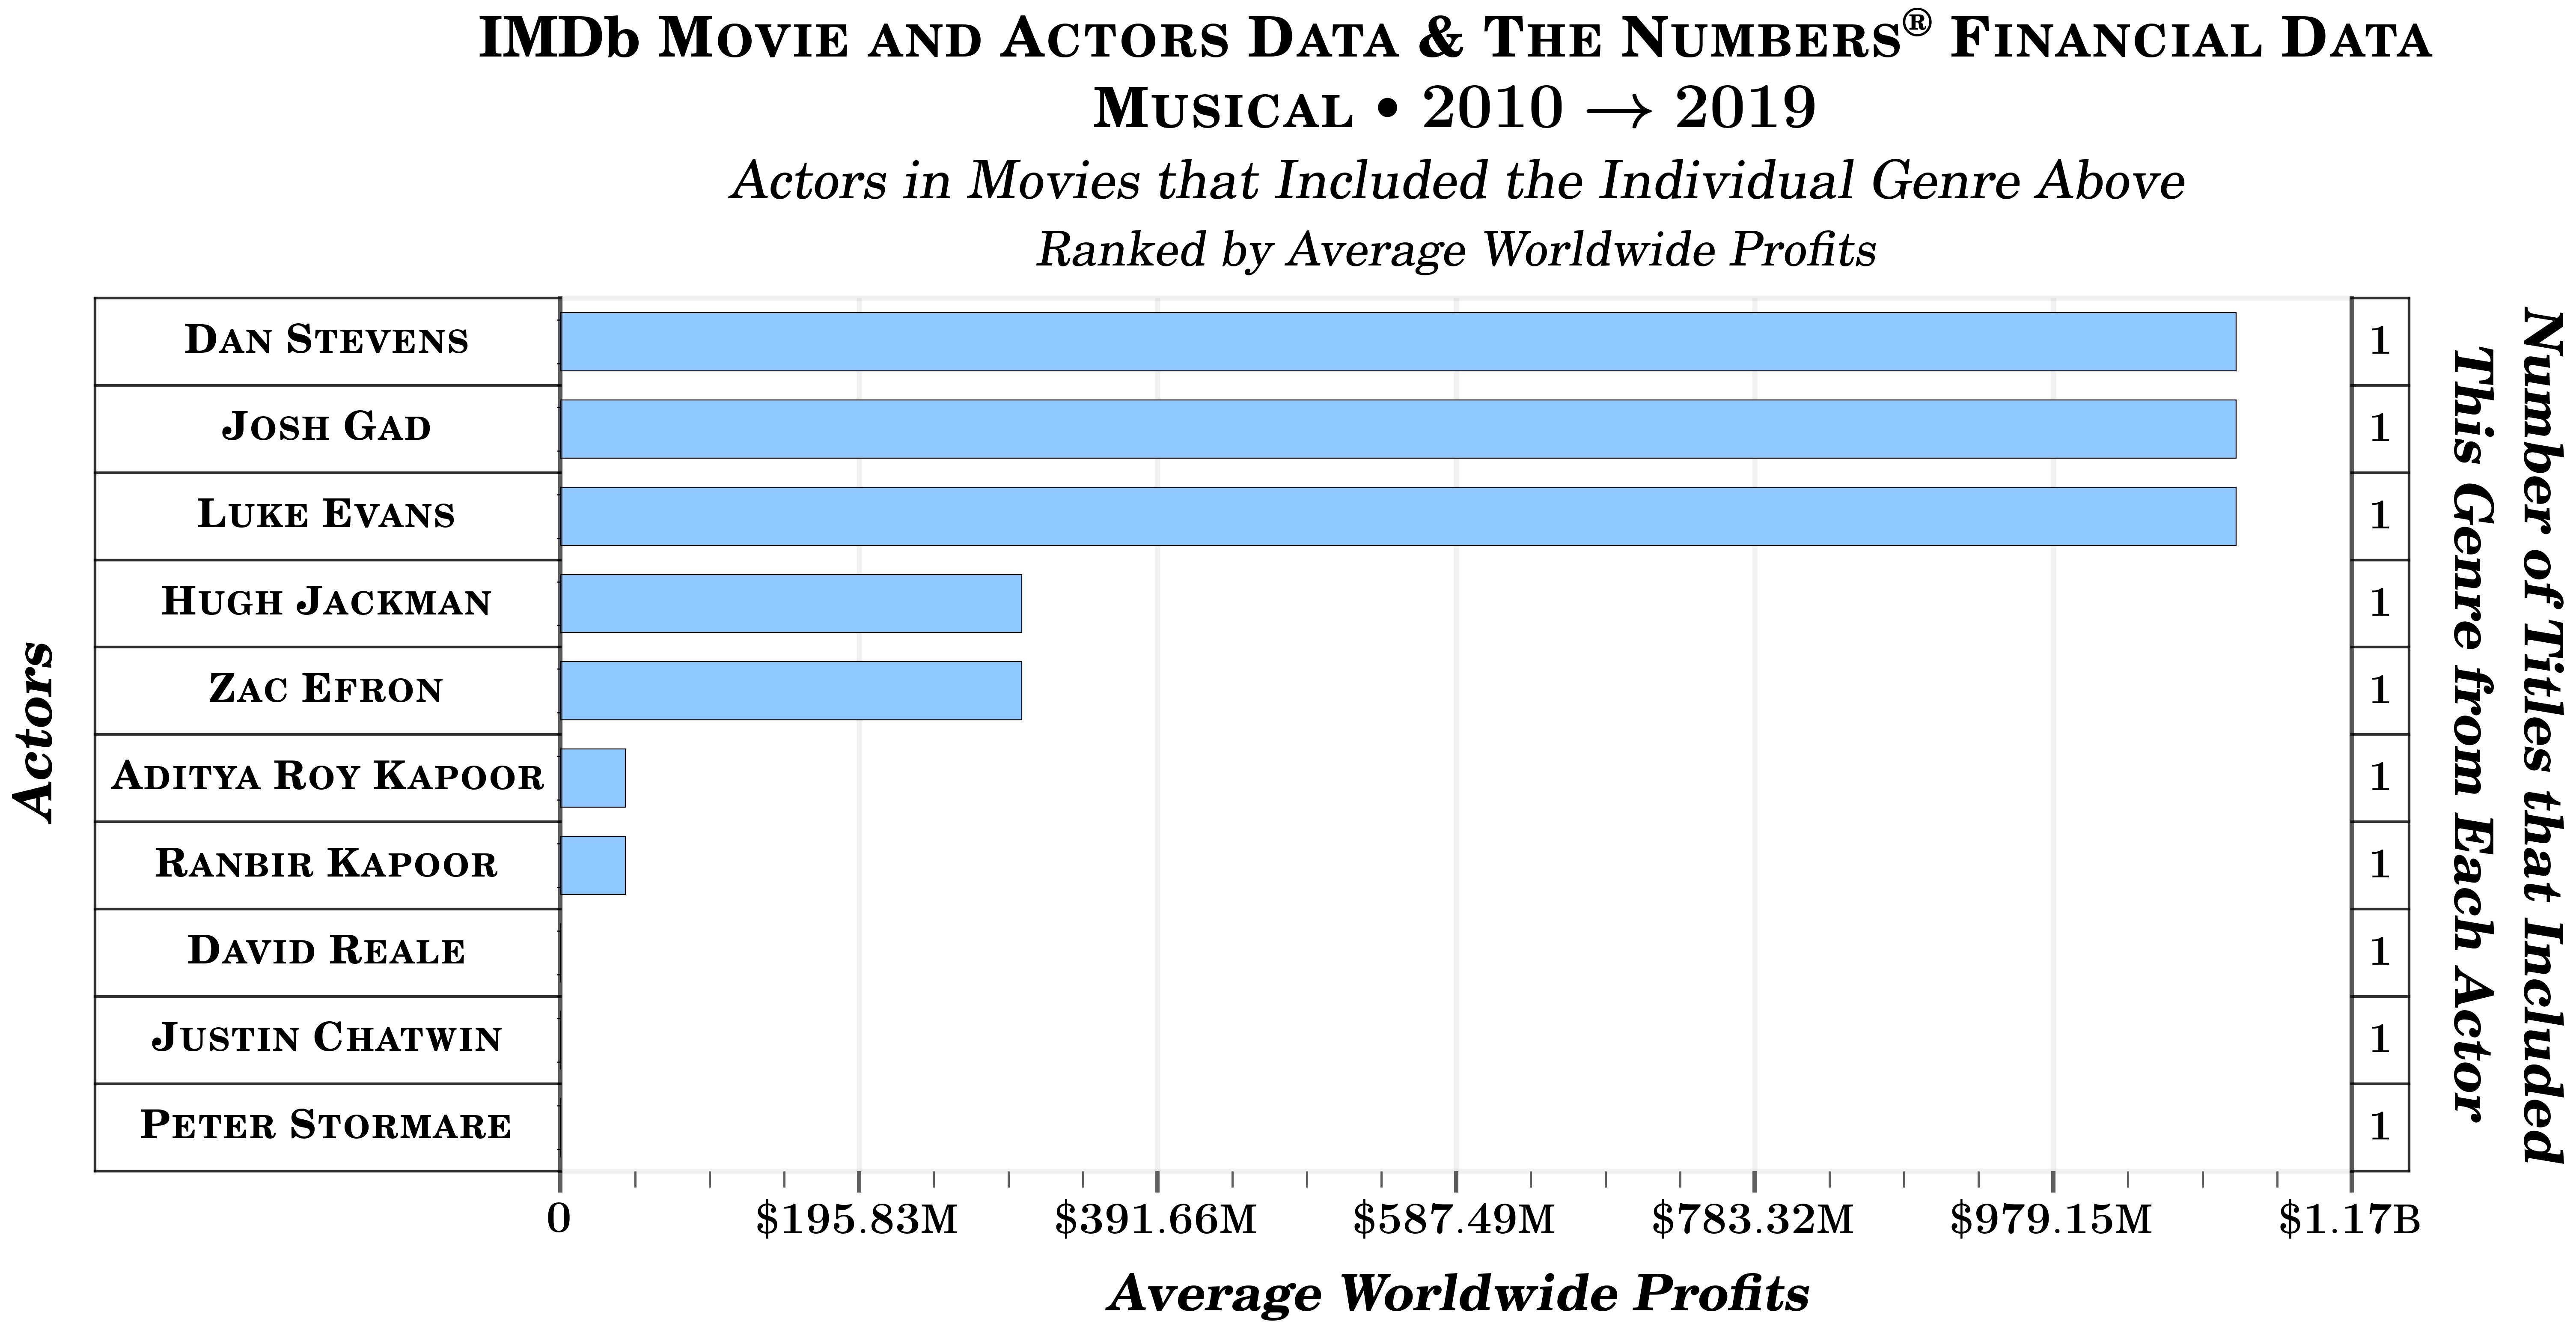 IMDb Movie and Actors Data & The Numbers® Financial Data
Musical • 2010 → 2019
Actors in Movies that Included the Individual Genre Above
Ranked by Average Worldwide Profits
Actors
Dan Stevens 1
Josh Gad 1
Luke Evans 1
Hugh Jackman 1
Zac Efron 1
Aditya Roy Kapoor 1
Ranbir Kapoor 1
David Reale 1
Justin Chatwin 1
Peter Stormare 1
Number of Titles that Included
This Genre from Each Actor
0 $195.83M $391.66M $587.49M $783.32M $979.15M $1.17B
Average Worldwide Profits